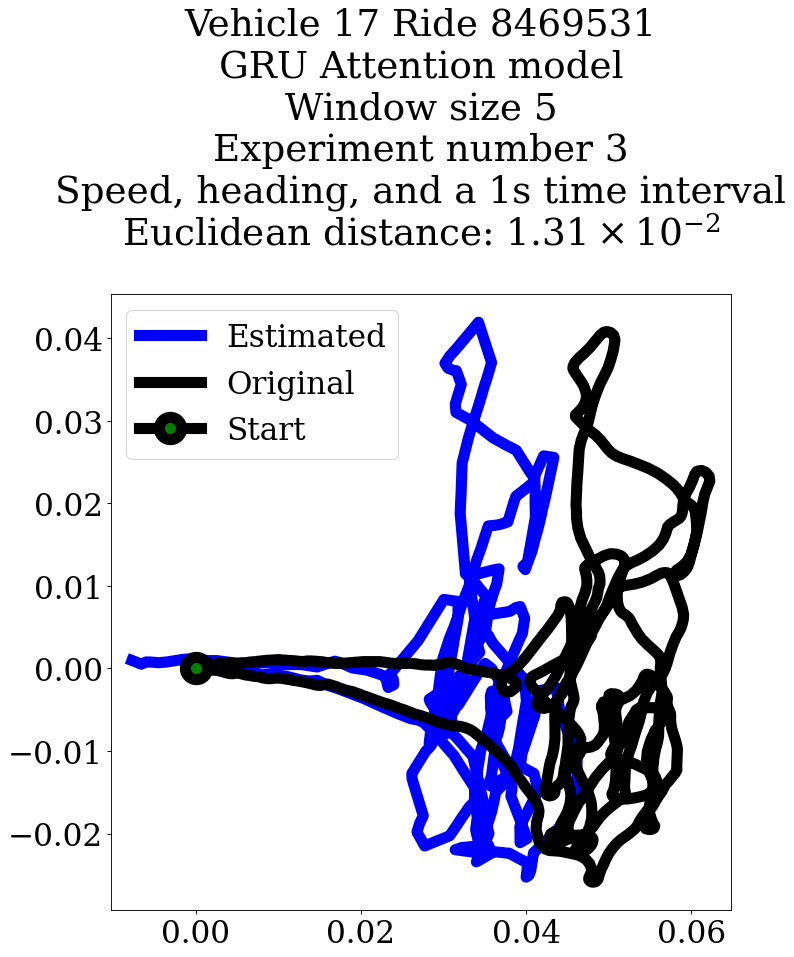 Vehicle 17 Ride 8469531
GRU Attention model
Window size 5
Experiment number 3
Speed, heading, and a 1s time interval
Euclidean distance: 1.31 × 10⁻²
Estimated
Original
Start
0.04
0.03
0.02
0.01
0.00
−0.01
−0.02
0.00 0.02 0.04 0.06